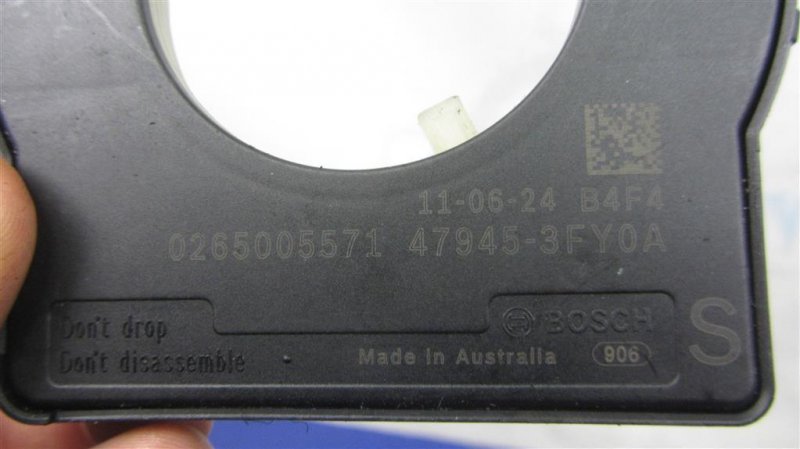 11-06-24 B4F4
0265005571 47945-3FY0A
Don't drop
Don't disassemble
BOSCH
Made in Australia 906
S